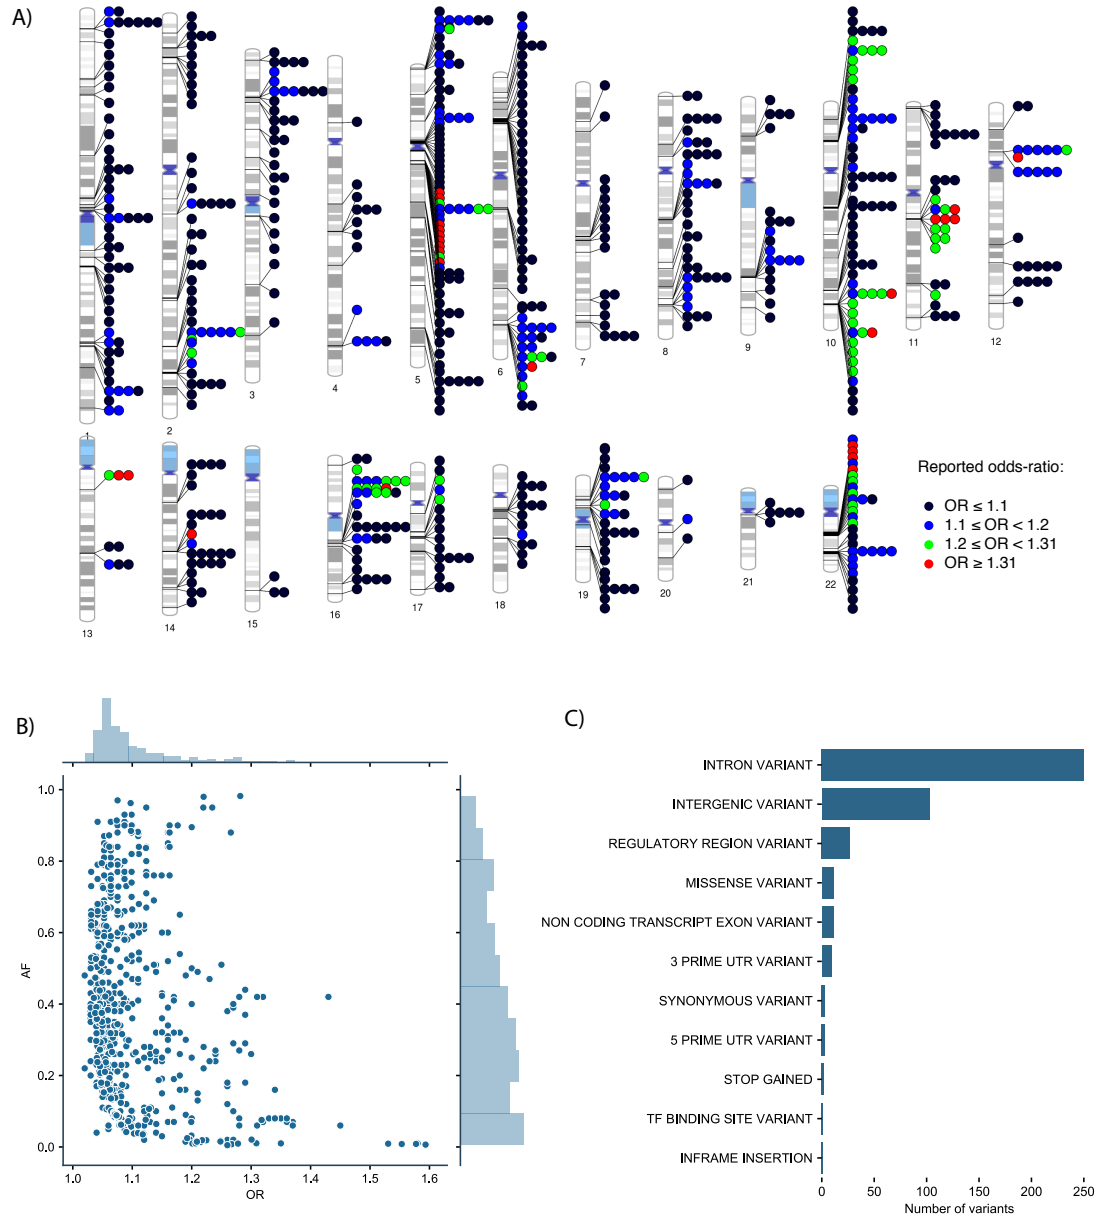 A)
1
2
3
4
5
6
7
8
9
10
11
12
13
14
15
16
17
18
19
20
21
22
Reported odds-ratio:
OR ≤ 1.1
1.1 ≤ OR < 1.2
1.2 ≤ OR < 1.31
OR ≥ 1.31
B)
1.0
0.8
0.6
0.4
0.2
0.0
AF
1.0
1.1
1.2
1.3
1.4
1.5
1.6
OR
C)
INTRON VARIANT
INTERGENIC VARIANT
REGULATORY REGION VARIANT
MISSENSE VARIANT
NON CODING TRANSCRIPT EXON VARIANT
3 PRIME UTR VARIANT
SYNONYMOUS VARIANT
5 PRIME UTR VARIANT
STOP GAINED
TF BINDING SITE VARIANT
INFRAME INSERTION
0
50
100
150
200
250
Number of variants